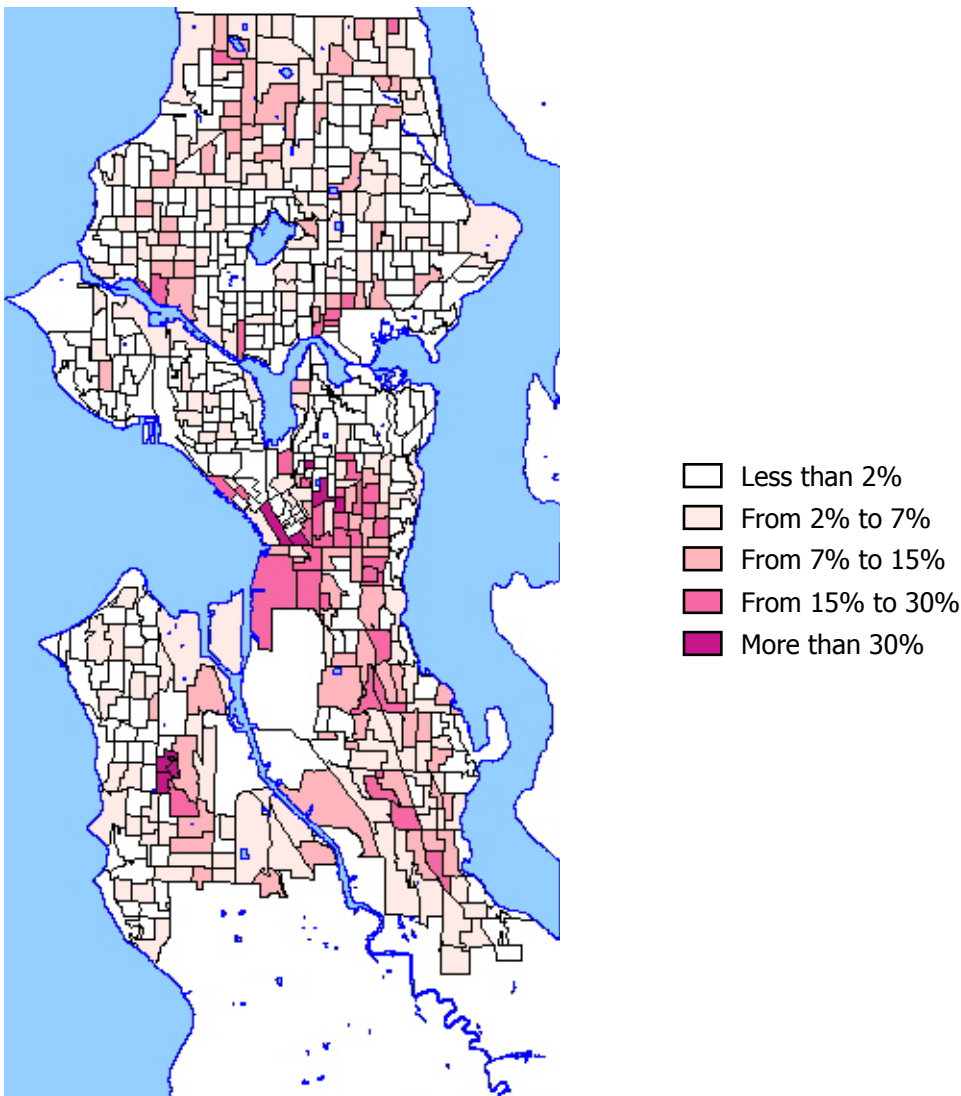 Less than 2%
From 2% to 7%
From 7% to 15%
From 15% to 30%
More than 30%